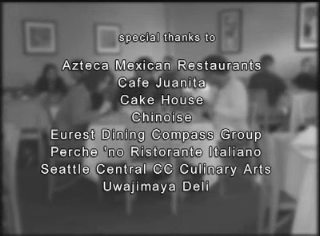 special thanks to
Azteca Mexican Restaurants
Cafe Juanita
Cake House
Chinoise
Eurest Dining Compass Group
Perche 'no Ristorante Italiano
Seattle Central CC Culinary Arts
Uwajimaya Deli